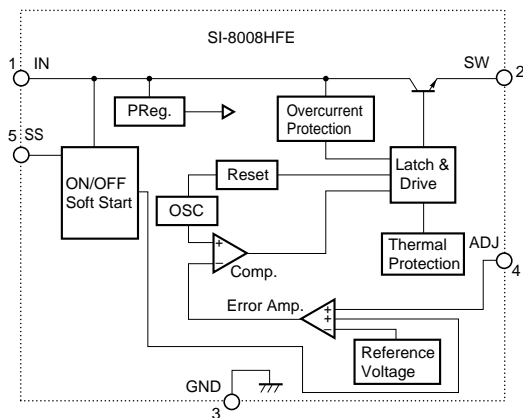 SI-8008HFE
1 IN
SW 2
PReg.
Overcurrent
Protection
5 SS
ON/OFF
Soft Start
Reset
Latch &
Drive
OSC
+
−
Comp.
Thermal
Protection
ADJ
4
Error Amp.
+
+
−
Reference
Voltage
GND
3